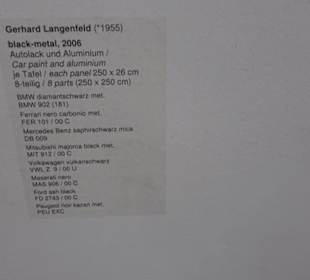 Gerhard Langenfeld (*1955)
black-metal, 2006
Autolack und Aluminium /
Car paint and aluminium
je Tafel / each panel 250 x 26 cm
8-teilig / 8 parts (250 x 250 cm)
BMW diamantschwarz met.
BMW 902 (181)
Ferrari nero carbonio met.
FER 101 / 00 C
Mercedes Benz saphirschwarz mica
DB 009
Mitsubishi majorca black met.
MIT 912 / 00 C
Volkswagen vulkanschwarz
VWL Z 9 / 00 U
Maserati nero
MAS 906 / 00 C
Ford ash black
FD 2743 / 00 C
Peugeot noir kazan met.
PEU EXC